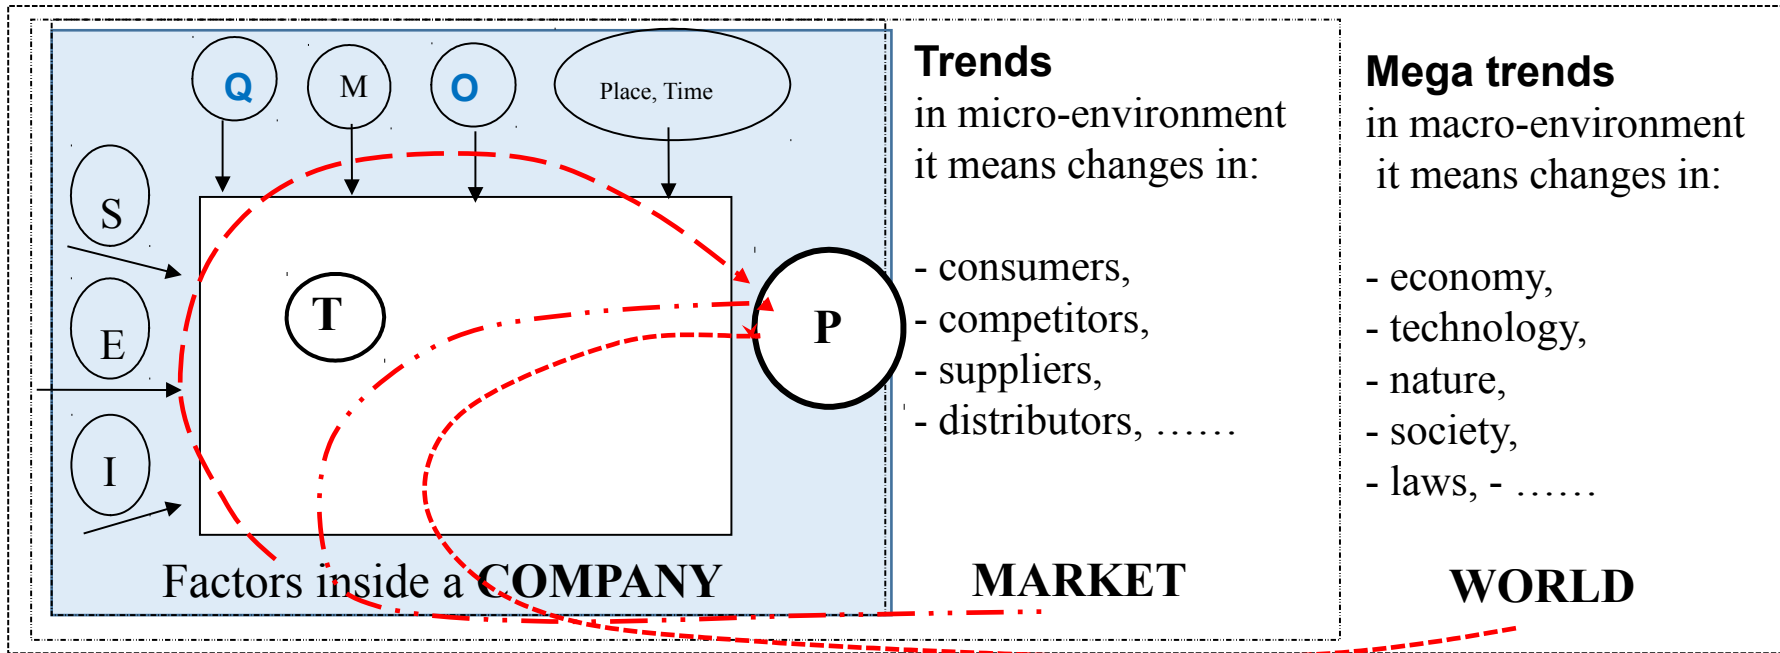 Q
M
O
Place, Time
S
E
I
T
P
Factors inside a COMPANY
Trends
in micro-environment
it means changes in:
- consumers,
- competitors,
- suppliers,
- distributors, ……
MARKET
Mega trends
in macro-environment
it means changes in:
- economy,
- technology,
- nature,
- society,
- laws, - ……
WORLD